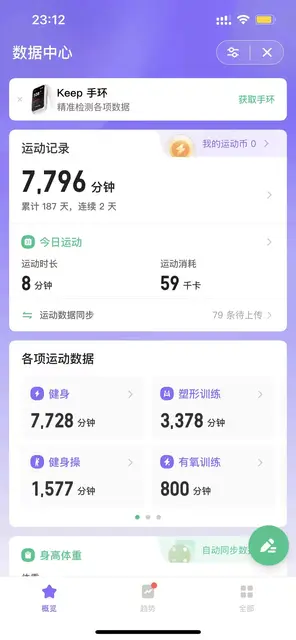 23:12
数据中心
Keep 手环
精准检测各项数据
获取手环
运动记录
我的运动币 0
7,796 分钟
累计 187 天，连续 2 天
今日运动
运动时长
运动消耗
8 分钟
59 千卡
运动数据同步
79 条待上传
各项运动数据
健身
塑形训练
7,728 分钟
3,378 分钟
健身操
有氧训练
1,577 分钟
800 分钟
身高体重
自动同步数
概览
趋势
全部